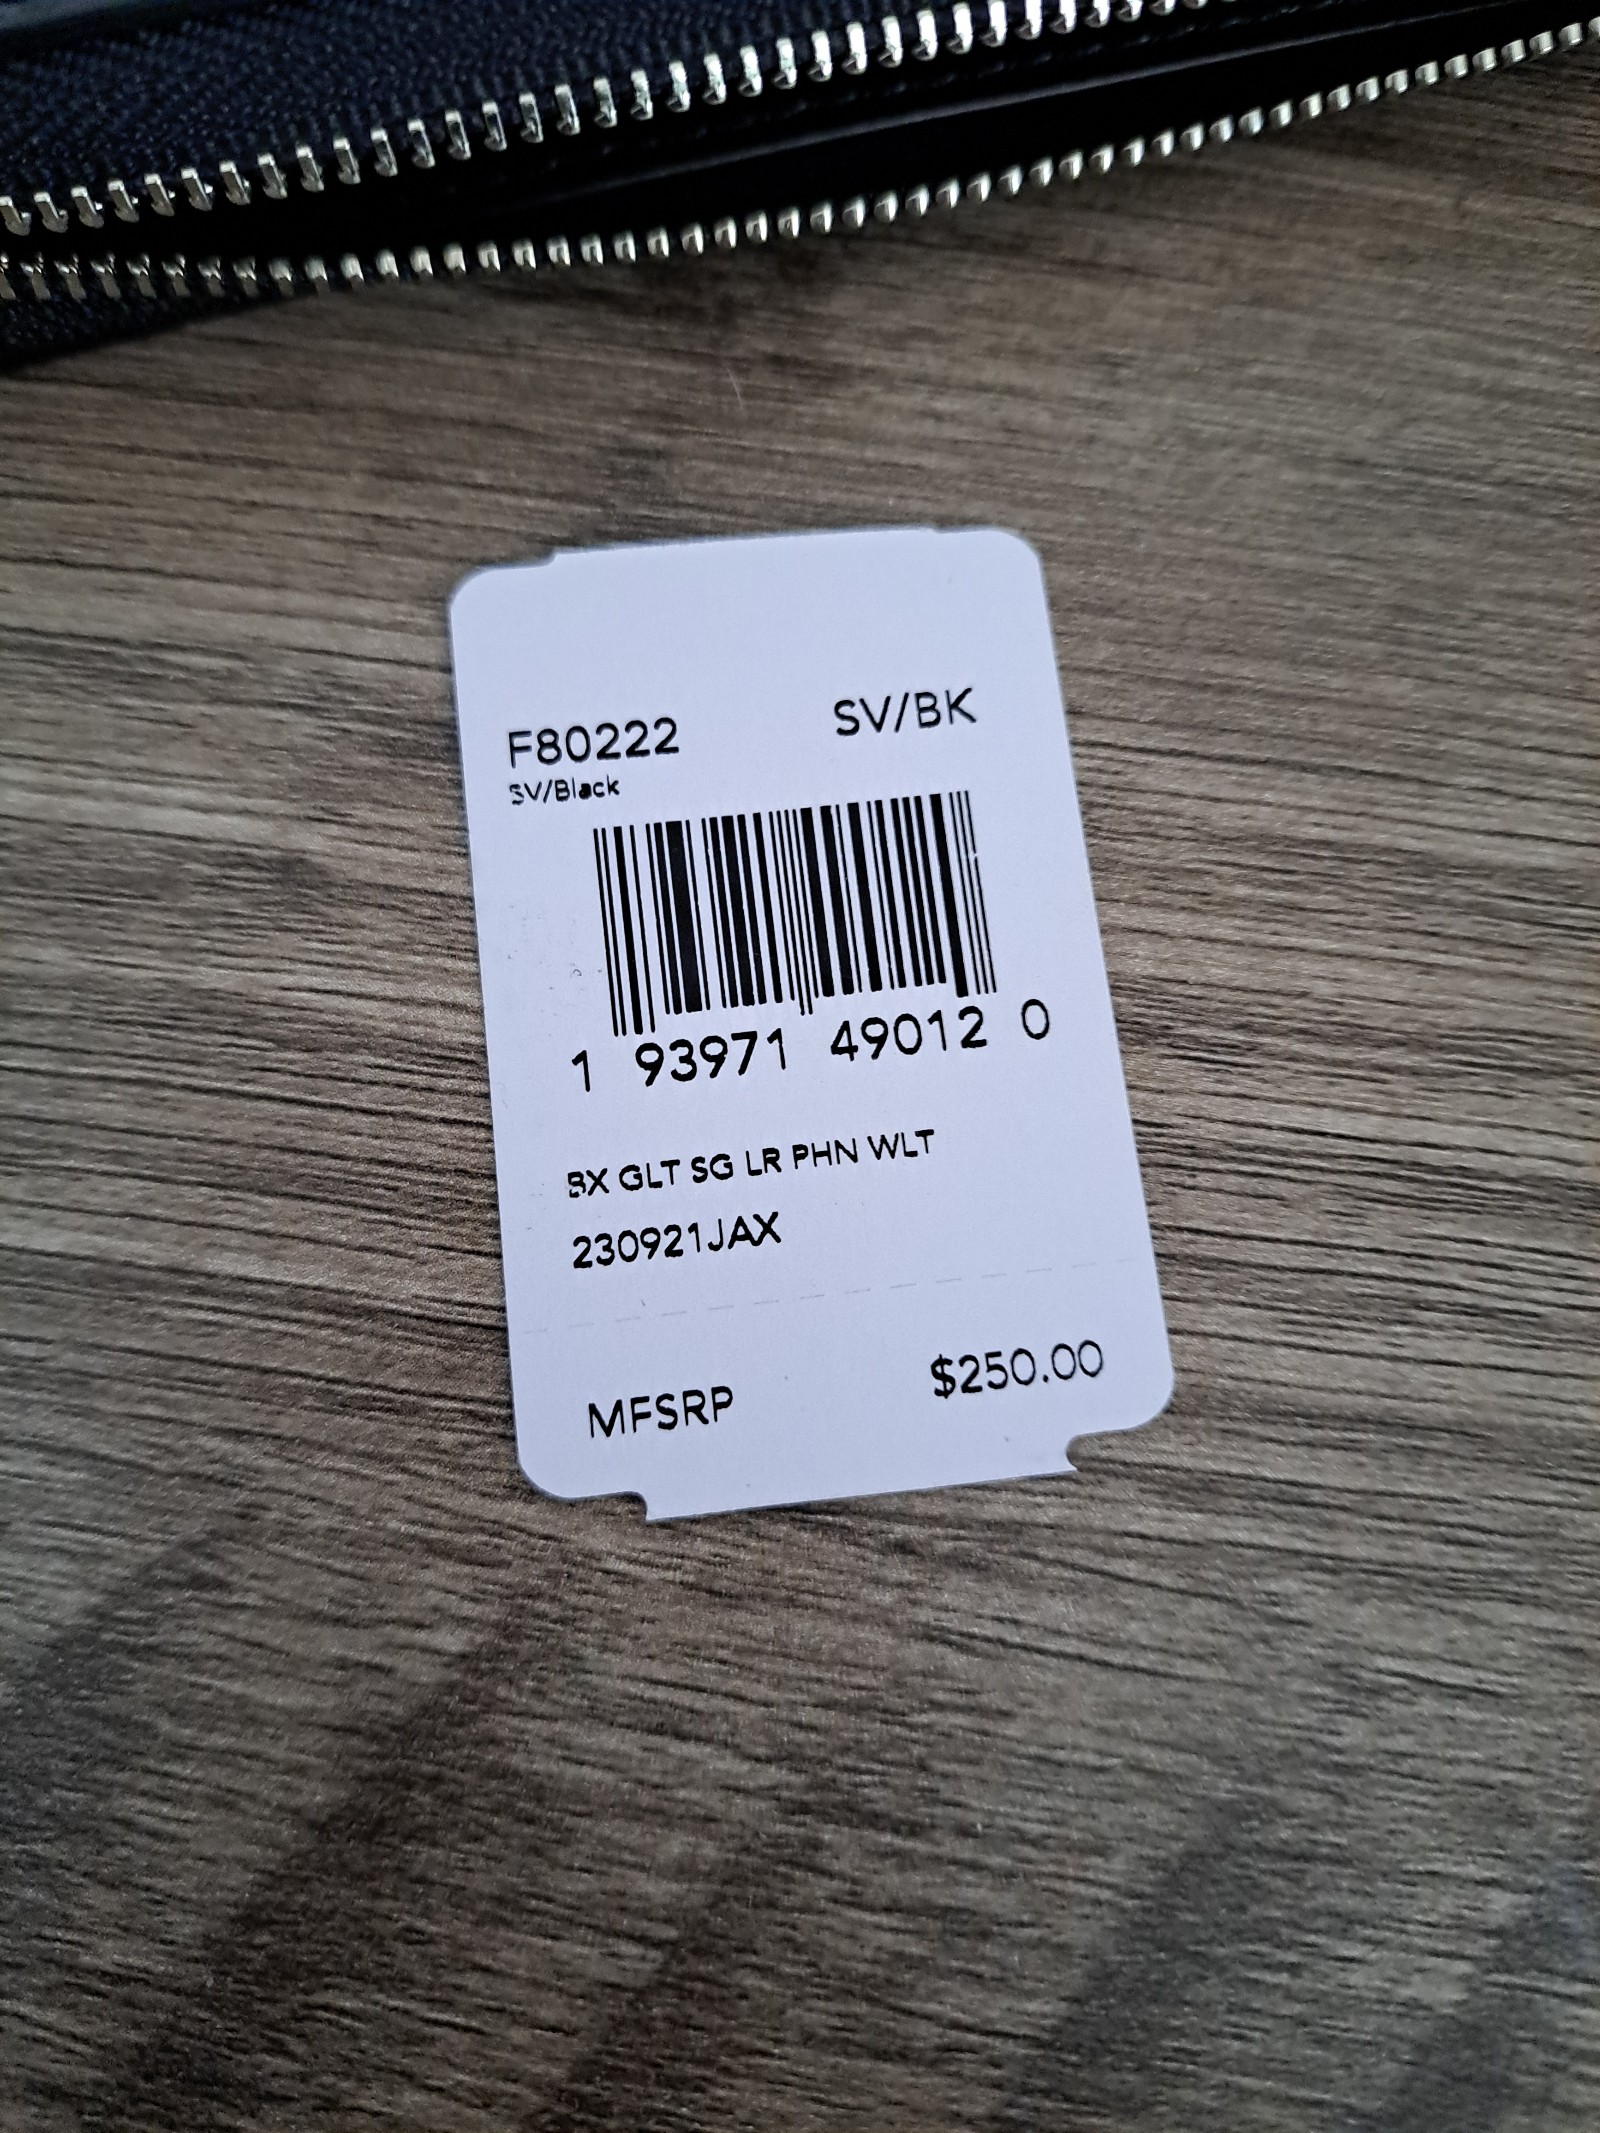 F80222 SV/BK
SV/Black
1 93971 49012 0
BX GLT SG LR PHN WLT
230921JAX
MFSRP $250.00